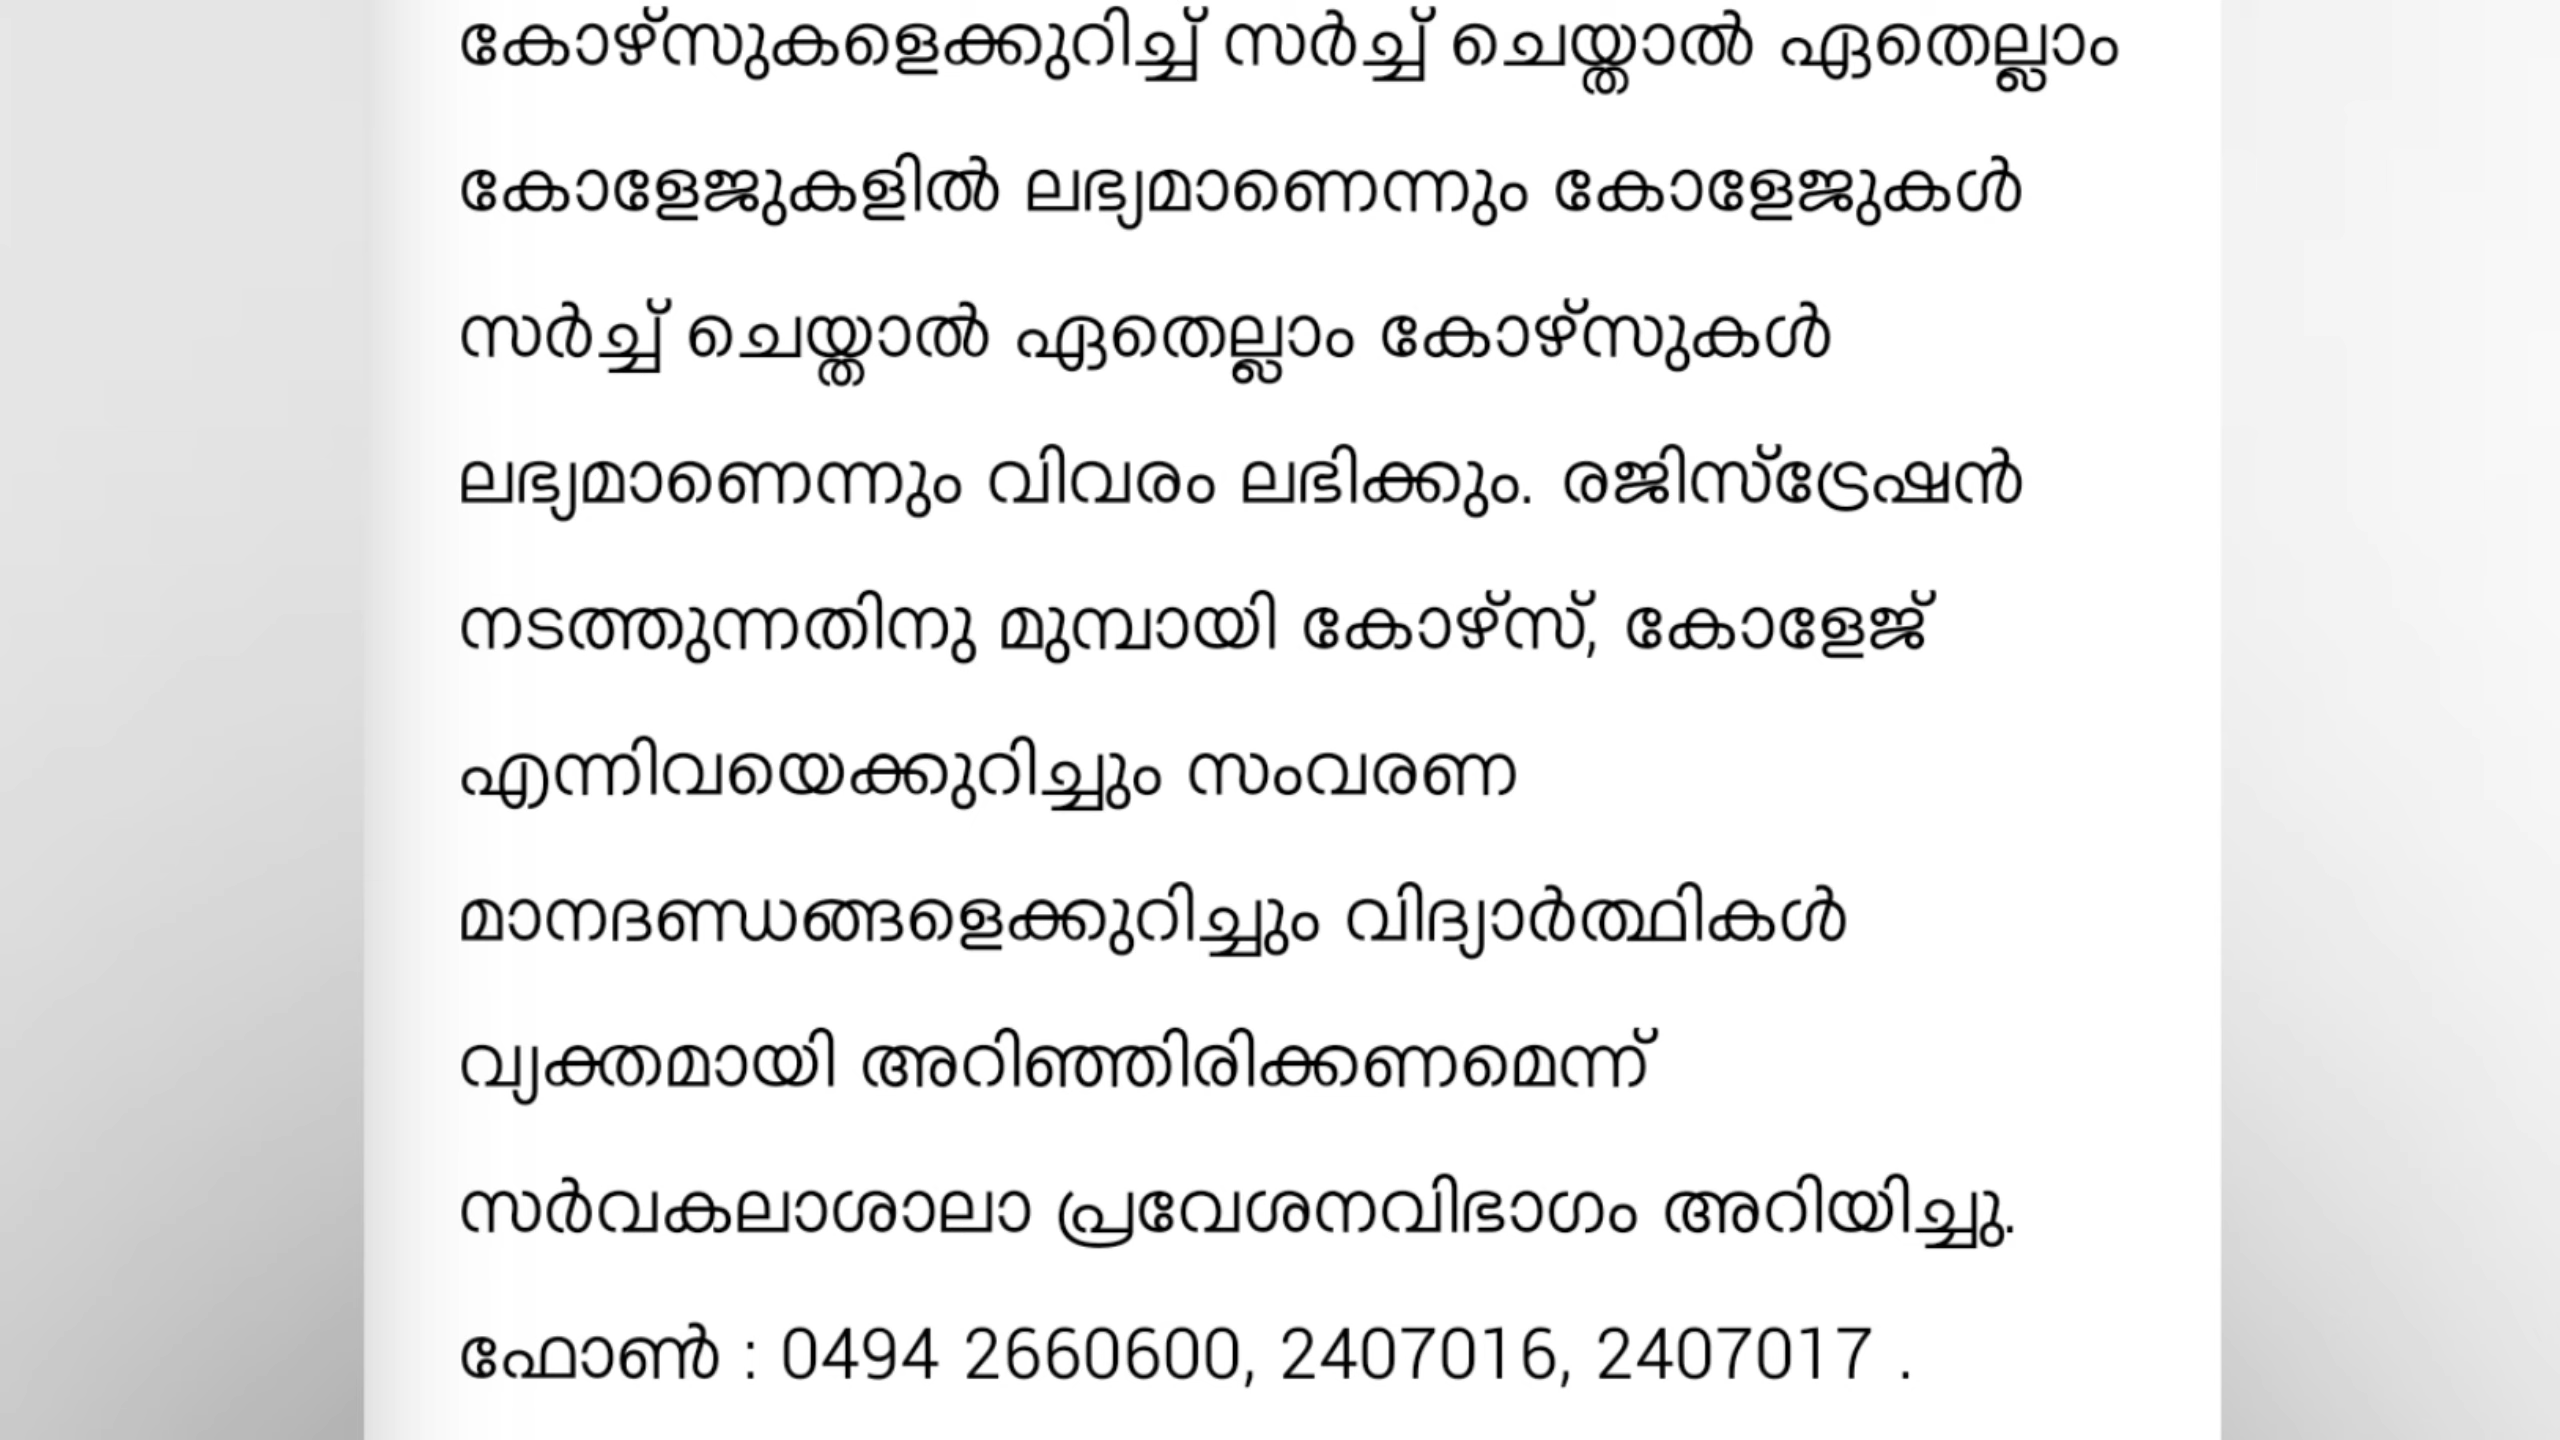 കോഴ്സുകളെക്കുറിച്ച് സർച്ച് ചെയ്താൽ ഏതെല്ലാം
കോളേജുകളിൽ ലഭ്യമാണെന്നും കോളേജുകൾ
സർച്ച് ചെയ്താൽ ഏതെല്ലാം കോഴ്സുകൾ
ലഭ്യമാണെന്നും വിവരം ലഭിക്കും. രജിസ്ട്രേഷൻ
നടത്തുന്നതിനു മുമ്പായി കോഴ്സ്, കോളേജ്
എന്നിവയെക്കുറിച്ചും സംവരണ
മാനദണ്ഡങ്ങളെക്കുറിച്ചും വിദ്യാർത്ഥികൾ
വ്യക്തമായി അറിഞ്ഞിരിക്കണമെന്ന്
സർവകലാശാലാ പ്രവേശനവിഭാഗം അറിയിച്ചു.
ഫോൺ : 0494 2660600, 2407016, 2407017 .